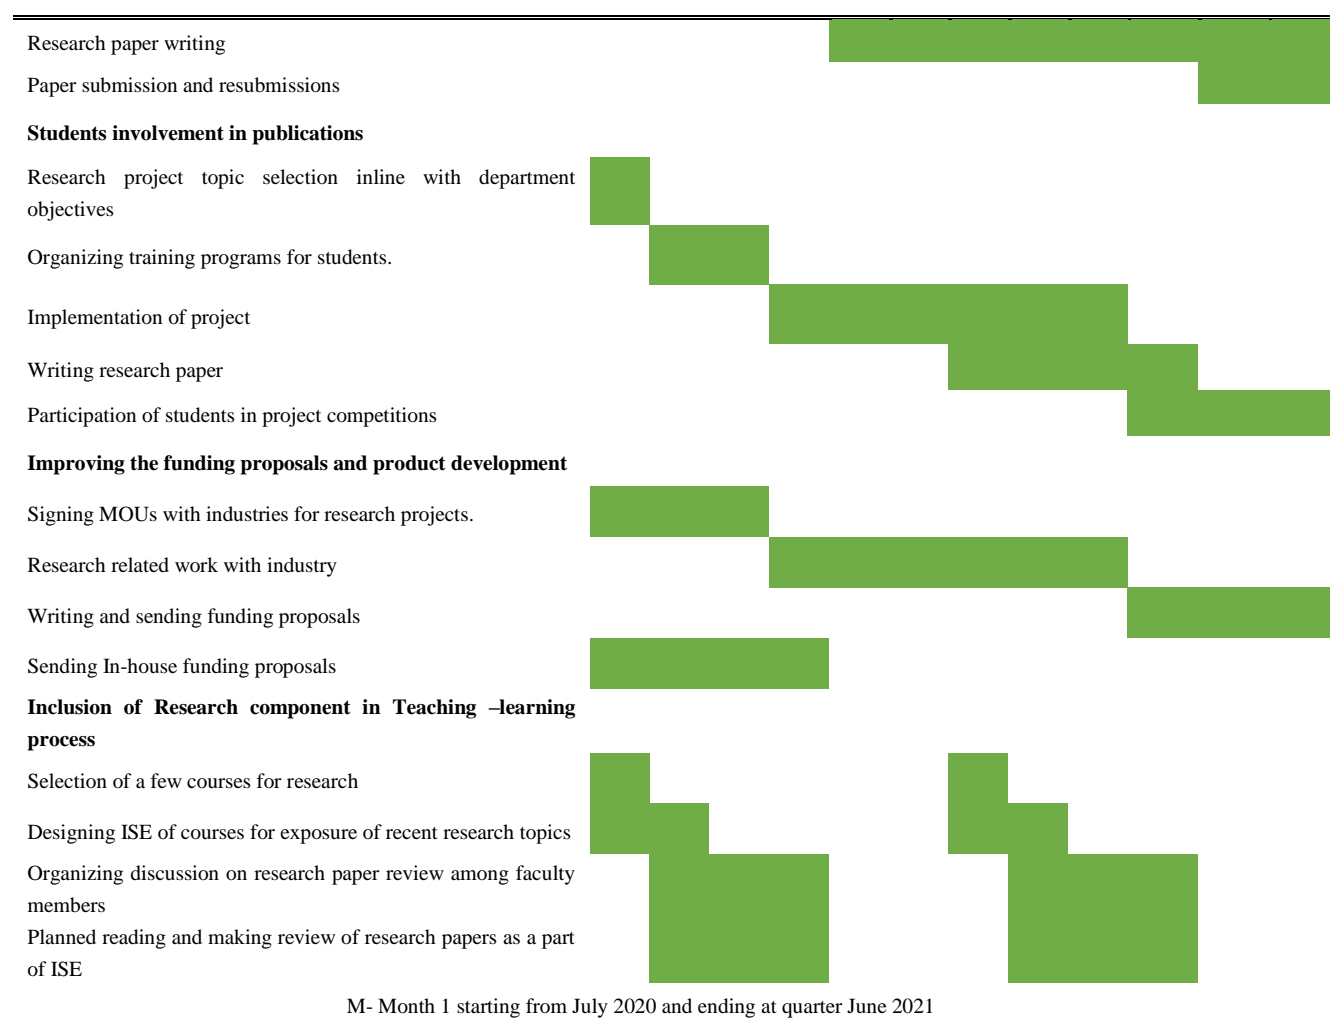 Research paper writing
Paper submission and resubmissions
Students involvement in publications
Research project topic selection inline with department
objectives
Organizing training programs for students.
Implementation of project
Writing research paper
Participation of students in project competitions
Improving the funding proposals and product development
Signing MOUs with industries for research projects.
Research related work with industry
Writing and sending funding proposals
Sending In-house funding proposals
Inclusion of Research component in Teaching –learning
process
Selection of a few courses for research
Designing ISE of courses for exposure of recent research topics
Organizing discussion on research paper review among faculty
members
Planned reading and making review of research papers as a part
of ISE
M- Month 1 starting from July 2020 and ending at quarter June 2021